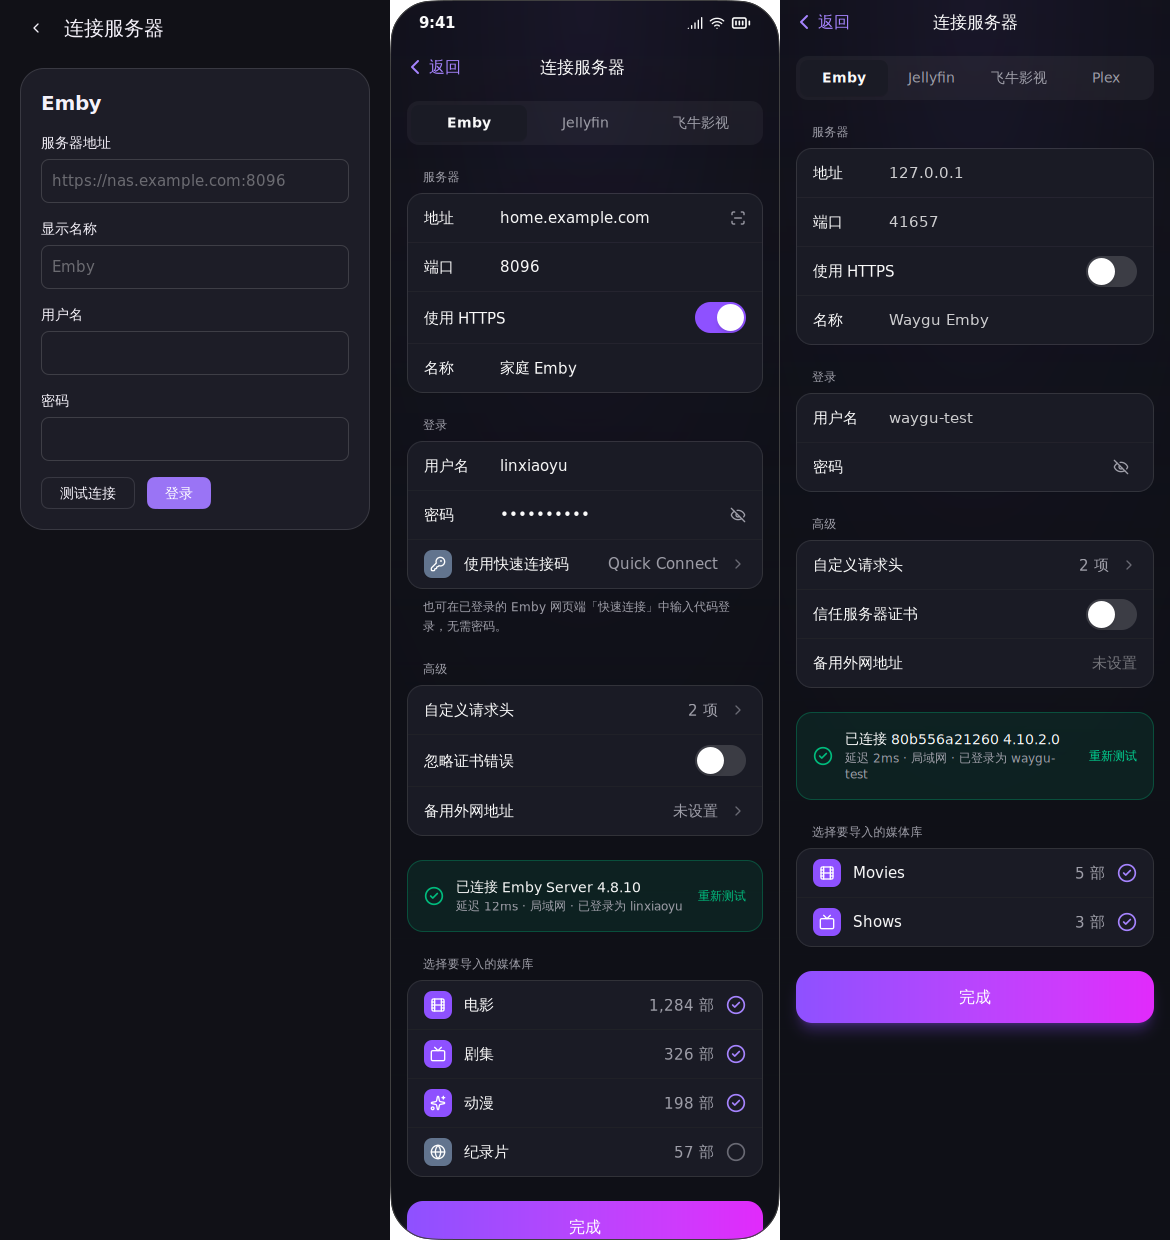 连接服务器
Emby
服务器地址
https://nas.example.com:8096
显示名称
Emby
用户名
密码
测试连接 登录
9:41
返回 连接服务器
Emby Jellyfin 飞牛影视
服务器
地址 home.example.com
端口 8096
使用 HTTPS
名称 家庭 Emby
登录
用户名 linxiaoyu
密码 ••••••••••
使用快速连接码 Quick Connect
也可在已登录的 Emby 网页端「快速连接」中输入代码登
录，无需密码。
高级
自定义请求头 2 项
忽略证书错误
备用外网地址 未设置
已连接 Emby Server 4.8.10
延迟 12ms · 局域网 · 已登录为 linxiaoyu
重新测试
选择要导入的媒体库
电影 1,284 部
剧集 326 部
动漫 198 部
纪录片 57 部
完成
返回 连接服务器
Emby Jellyfin 飞牛影视 Plex
服务器
地址 127.0.0.1
端口 41657
使用 HTTPS
名称 Waygu Emby
登录
用户名 waygu-test
密码
高级
自定义请求头 2 项
信任服务器证书
备用外网地址 未设置
已连接 80b556a21260 4.10.2.0
延迟 2ms · 局域网 · 已登录为 waygu-
test
重新测试
选择要导入的媒体库
Movies 5 部
Shows 3 部
完成